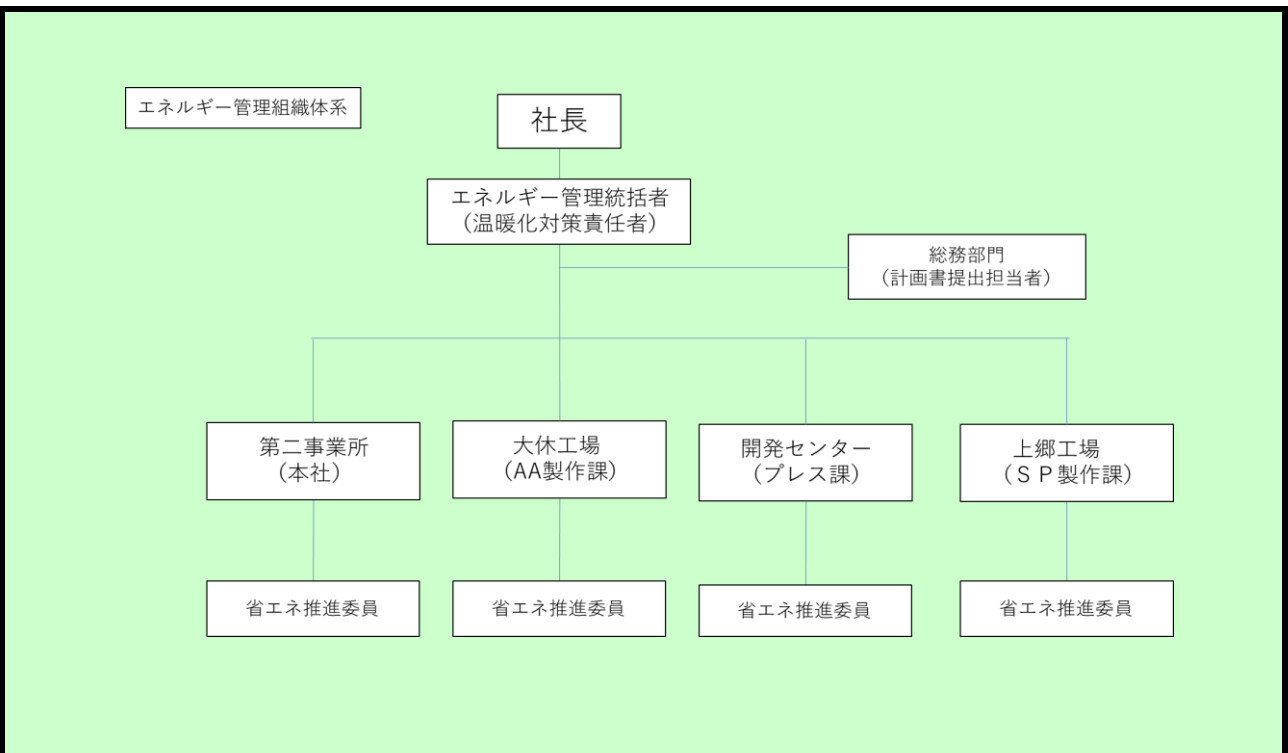 エネルギー管理組織体系
社長
エネルギー管理統括者
(温暖化対策責任者)
総務部門
(計画書提出担当者)
第二事業所
(本社)
大休工場
(AA製作課)
開発センター
(プレス課)
上郷工場
(ＳＰ製作課)
省エネ推進委員
省エネ推進委員
省エネ推進委員
省エネ推進委員